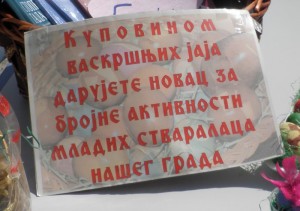 КУПОВИНОМ
ВАСКРШЊИХ ЈАЈА
ДАРУЈЕТЕ НОВАЦ ЗА
БРОЈНЕ АКТИВНОСТИ
МЛАДИХ СТВАРАЛАЦА
НАШЕГ ГРАДА